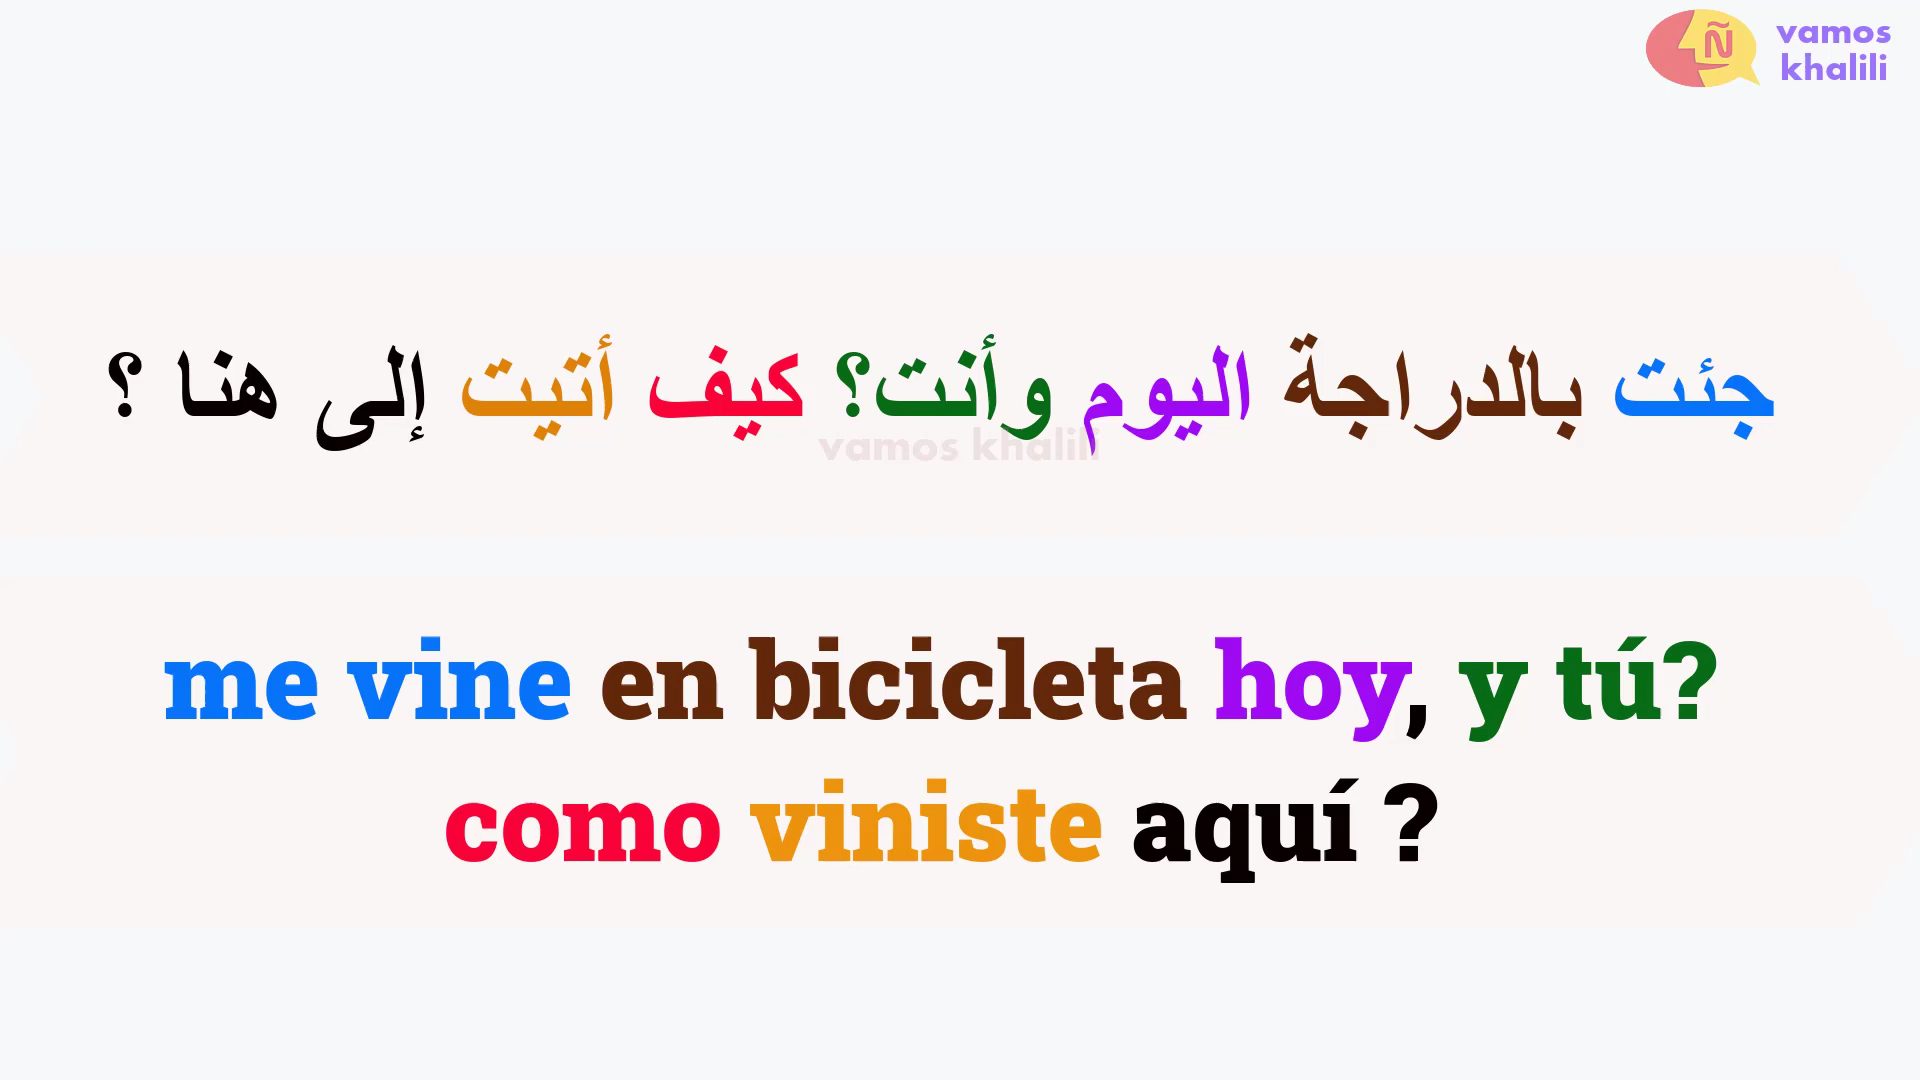 Ñ
vamos
khalili
جئت بالدراجة اليوم وأنت؟ كيف أتيت إلى هنا ؟
vamos khalili
me vine en bicicleta hoy, y tú?
como viniste aquí ?